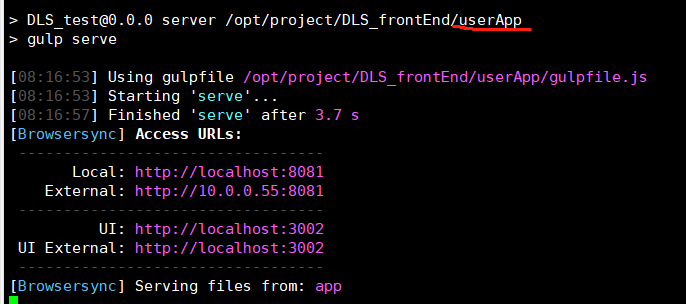 > DLS_test@0.0.0 server /opt/project/DLS_frontEnd/userApp
> gulp serve
[08:16:53] Using gulpfile /opt/project/DLS_frontEnd/userApp/gulpfile.js
[08:16:53] Starting 'serve'...
[08:16:57] Finished 'serve' after 3.7 s
[Browsersync] Access URLs:
----------------------------------
Local: http://localhost:8081
External: http://10.0.0.55:8081
----------------------------------
UI: http://localhost:3002
UI External: http://localhost:3002
----------------------------------
[Browsersync] Serving files from: app